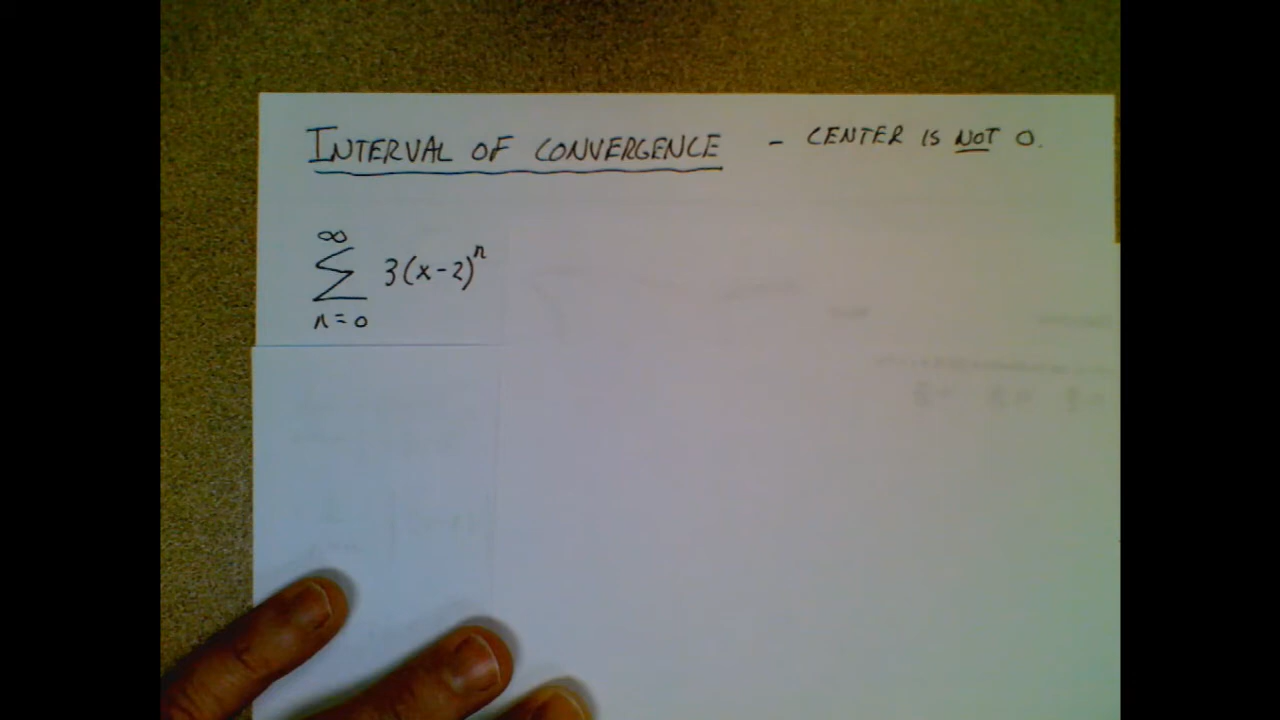 INTERVAL OF CONVERGENCE - CENTER IS NOT 0.
∞
Σ 3(x-2)^n
n=0